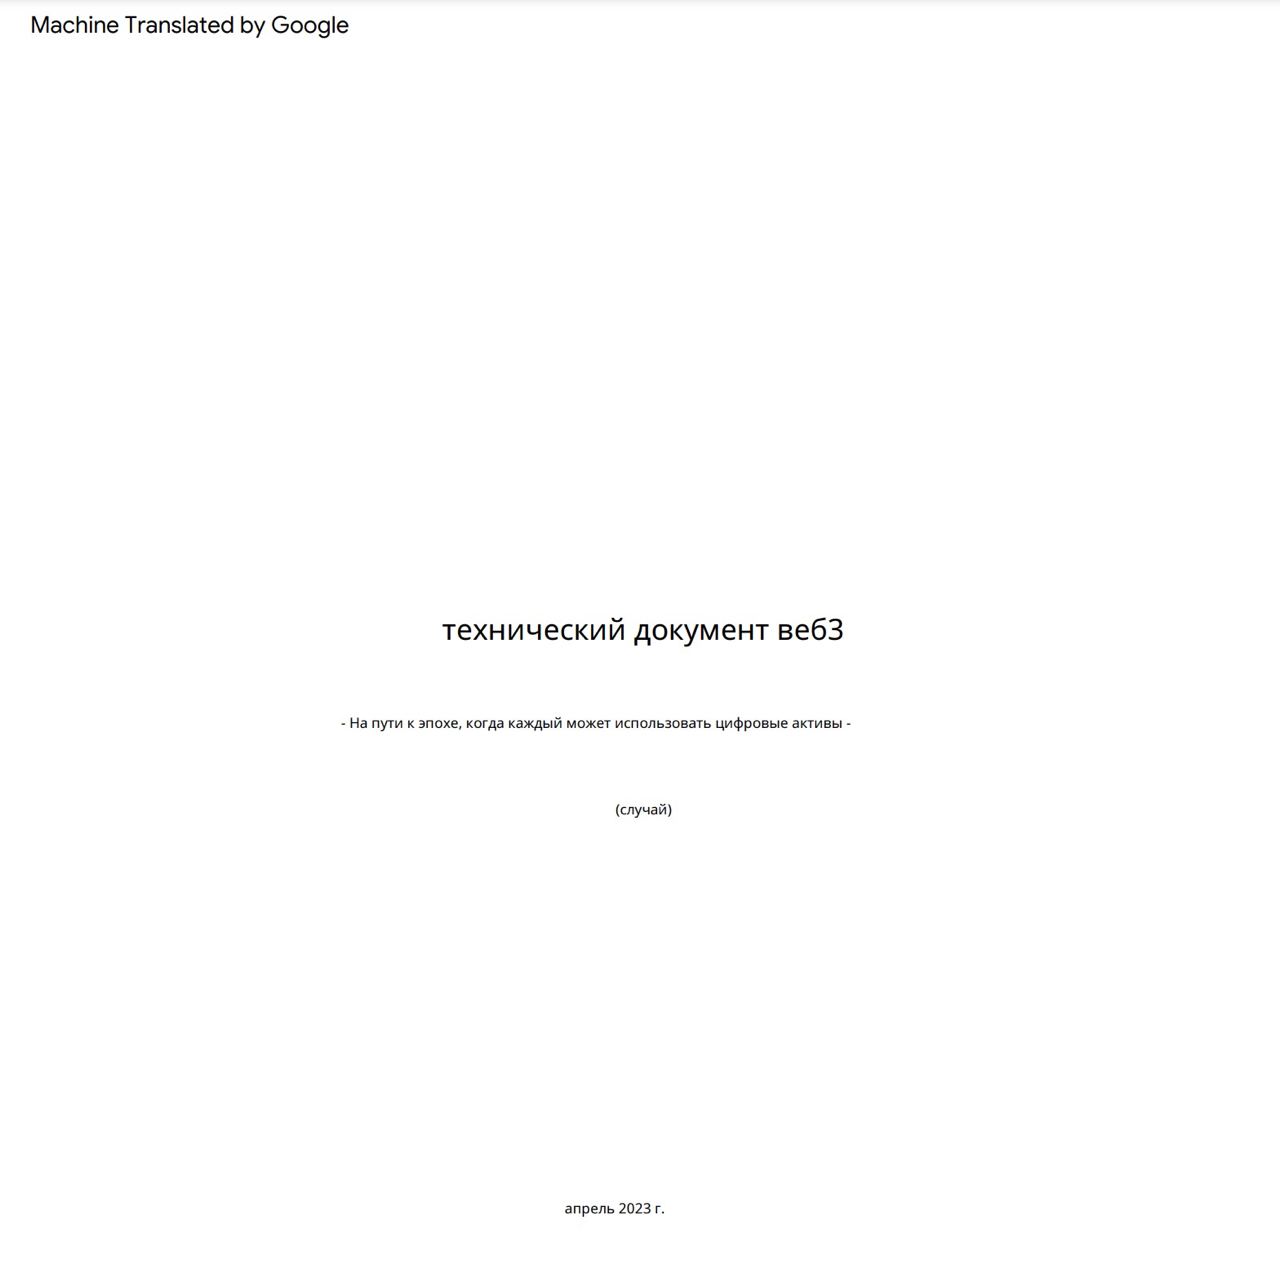 Machine Translated by Google
технический документ веб3
- На пути к эпохе, когда каждый может использовать цифровые активы -
(случай)
апрель 2023 г.